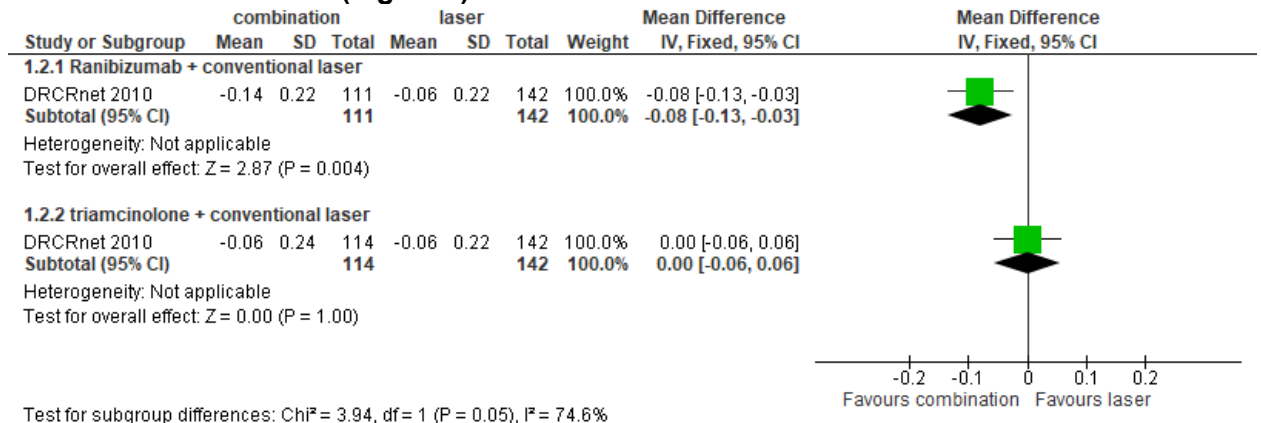 combination laser Mean Difference Mean Difference
Study or Subgroup Mean SD Total Mean SD Total Weight IV, Fixed, 95% CI IV, Fixed, 95% CI
1.2.1 Ranibizumab + conventional laser
DRCRnet 2010 -0.14 0.22 111 -0.06 0.22 142 100.0% -0.08 [-0.13, -0.03]
Subtotal (95% CI) 111 142 100.0% -0.08 [-0.13, -0.03]
Heterogeneity: Not applicable
Test for overall effect: Z = 2.87 (P = 0.004)
1.2.2 triamcinolone + conventional laser
DRCRnet 2010 -0.06 0.24 114 -0.06 0.22 142 100.0% 0.00 [-0.06, 0.06]
Subtotal (95% CI) 114 142 100.0% 0.00 [-0.06, 0.06]
Heterogeneity: Not applicable
Test for overall effect: Z = 0.00 (P = 1.00)
-0.2 -0.1 0 0.1 0.2
Favours combination Favours laser
Test for subgroup differences: Chi² = 3.94, df = 1 (P = 0.05), I² = 74.6%